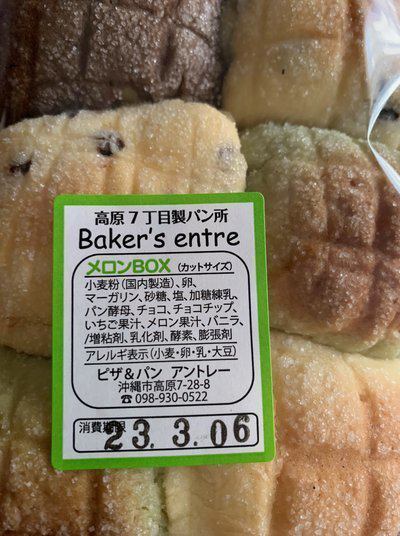 高原7丁目製パン所
Baker's entre
メロンBOX (カットサイズ)
小麦粉(国内製造)、卵、
マーガリン、砂糖、塩、加糖練乳、
パン酵母、チョコ、チョコチップ、
いちご果汁、メロン果汁、バニラ、
/増粘剤、乳化剤、酵素、膨張剤
アレルギ表示(小麦・卵・乳・大豆)
ピザ&パン アントレー
沖縄市高原7-28-8
☎098-930-0522
消費期限
23. 3. 06